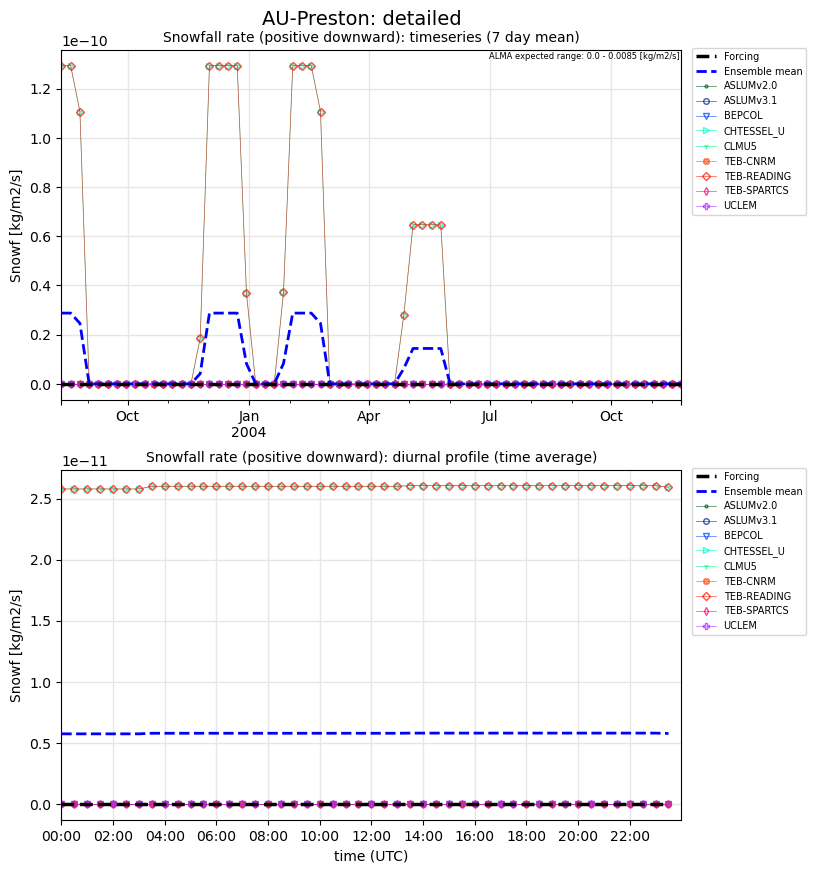 AU-Preston: detailed
Snowfall rate (positive downward): timeseries (7 day mean)
1e−10
ALMA expected range: 0.0 - 0.0085 [kg/m2/s]
Snowf [kg/m2/s]
1.2
1.0
0.8
0.6
0.4
0.2
0.0
Oct
Jan
2004
Apr
Jul
Oct
Forcing
Ensemble mean
ASLUMv2.0
ASLUMv3.1
BEPCOL
CHTESSEL_U
CLMU5
TEB-CNRM
TEB-READING
TEB-SPARTCS
UCLEM
Snowfall rate (positive downward): diurnal profile (time average)
1e−11
Snowf [kg/m2/s]
2.5
2.0
1.5
1.0
0.5
0.0
00:00
02:00
04:00
06:00
08:00
10:00
12:00
14:00
16:00
18:00
20:00
22:00
time (UTC)
Forcing
Ensemble mean
ASLUMv2.0
ASLUMv3.1
BEPCOL
CHTESSEL_U
CLMU5
TEB-CNRM
TEB-READING
TEB-SPARTCS
UCLEM